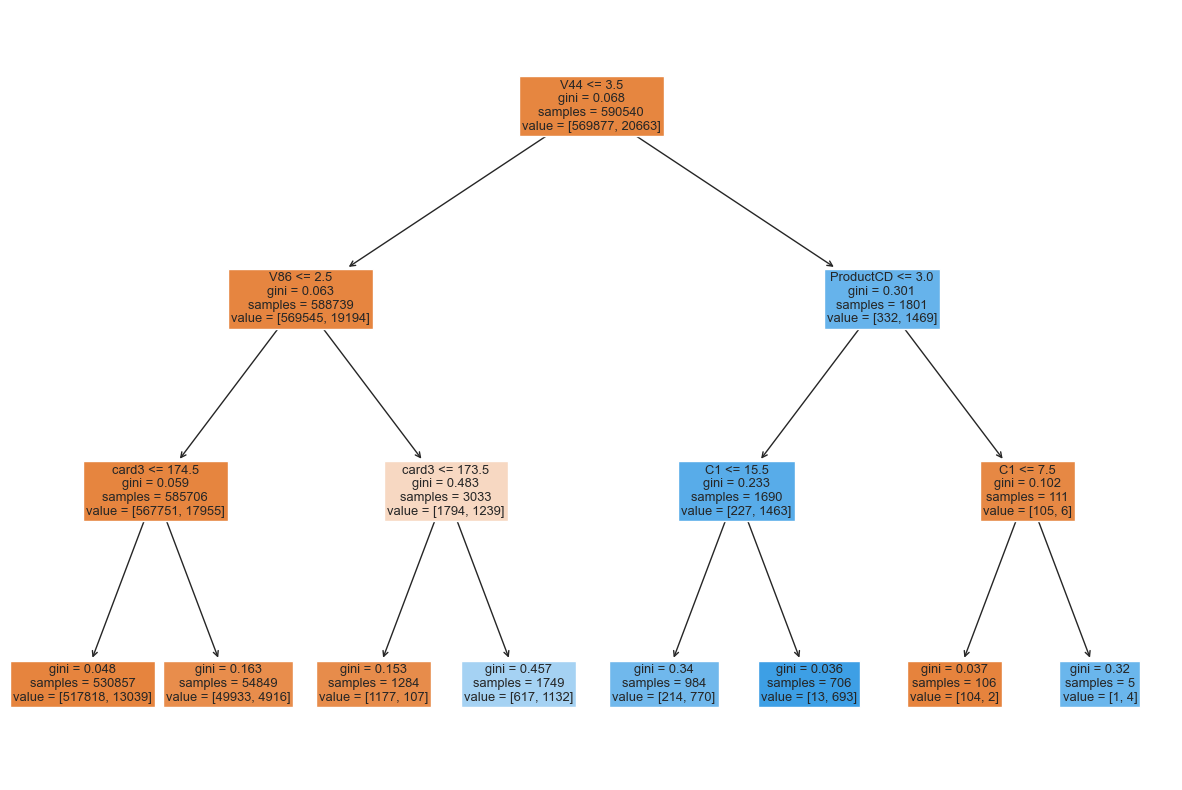 V44 <= 3.5
gini = 0.068
samples = 590540
value = [569877, 20663]
V86 <= 2.5
gini = 0.063
samples = 588739
value = [569545, 19194]
ProductCD <= 3.0
gini = 0.301
samples = 1801
value = [332, 1469]
card3 <= 174.5
gini = 0.059
samples = 585706
value = [567751, 17955]
card3 <= 173.5
gini = 0.483
samples = 3033
value = [1794, 1239]
C1 <= 15.5
gini = 0.233
samples = 1690
value = [227, 1463]
C1 <= 7.5
gini = 0.102
samples = 111
value = [105, 6]
gini = 0.048
samples = 530857
value = [517818, 13039]
gini = 0.163
samples = 54849
value = [49933, 4916]
gini = 0.153
samples = 1284
value = [1177, 107]
gini = 0.457
samples = 1749
value = [617, 1132]
gini = 0.34
samples = 984
value = [214, 770]
gini = 0.036
samples = 706
value = [13, 693]
gini = 0.037
samples = 106
value = [104, 2]
gini = 0.32
samples = 5
value = [1, 4]